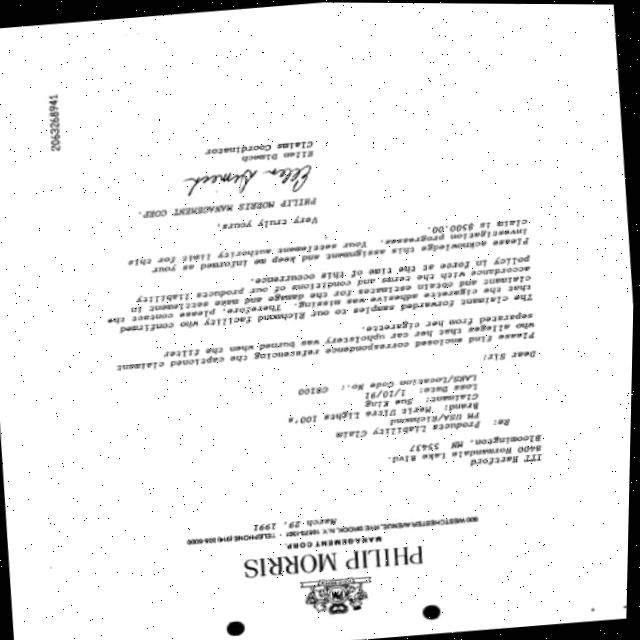 PHILIP MORRIS
MANAGEMENT CORP.
800 WESTCHESTER AVENUE, RYE BROOK, N.Y. 10573-1301 · TELEPHONE (914) 335-5000
March 29, 1991
ITT Hartford
8400 Normandale Lake Blvd.
Bloomington, MN 55437
Re: Products Liability Claim
PM USA/Richmond
Brand: Merit Ultra Lights 100's
Claimant: Sue King
Loss Date: 1/10/91
LARS/Location Code No.: C8100
Dear Sir:
Please find enclosed correspondence referencing the captioned claimant
who alleges that her car upholstery was burned when the filter
separated from her cigarette.
The claimant forwarded samples to our Richmond facility who confirmed
that the cigarette adhesive was missing. Therefore, please contact the
claimant and obtain estimates for the damage and make settlement in
accordance with the terms and conditions of our products liability
policy in force at the time of this occurrence.
Please acknowledge this assignment and keep me informed as your
investigation progresses. Your settlement authority limit for this
claim is $500.00.
Very truly yours,
PHILIP MORRIS MANAGEMENT CORP.
Ellen Dimech
Ellen Dimech
Claims Coordinator
2063268941